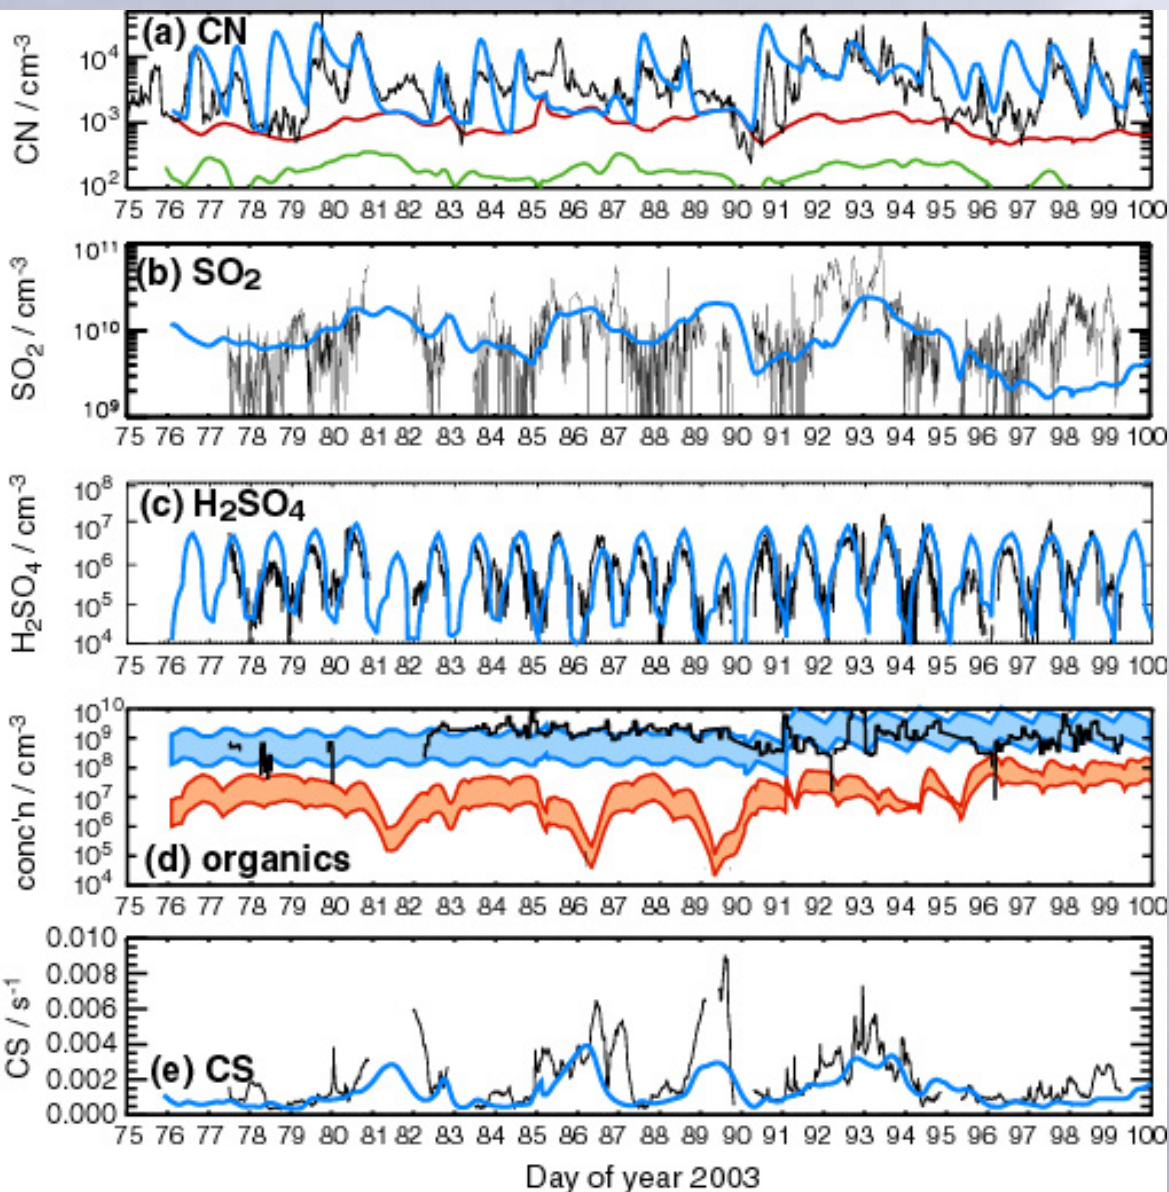 (a) CN
CN / cm-3
10^4
10^3
10^2
75 76 77 78 79 80 81 82 83 84 85 86 87 88 89 90 91 92 93 94 95 96 97 98 99 100
(b) SO2
SO2 / cm-3
10^11
10^10
10^9
75 76 77 78 79 80 81 82 83 84 85 86 87 88 89 90 91 92 93 94 95 96 97 98 99 100
(c) H2SO4
H2SO4 / cm-3
10^8
10^7
10^6
10^5
10^4
75 76 77 78 79 80 81 82 83 84 85 86 87 88 89 90 91 92 93 94 95 96 97 98 99 100
(d) organics
conc'n / cm-3
10^10
10^9
10^8
10^7
10^6
10^5
10^4
75 76 77 78 79 80 81 82 83 84 85 86 87 88 89 90 91 92 93 94 95 96 97 98 99 100
(e) CS
CS / s-1
0.010
0.008
0.006
0.004
0.002
0.000
75 76 77 78 79 80 81 82 83 84 85 86 87 88 89 90 91 92 93 94 95 96 97 98 99 100
Day of year 2003